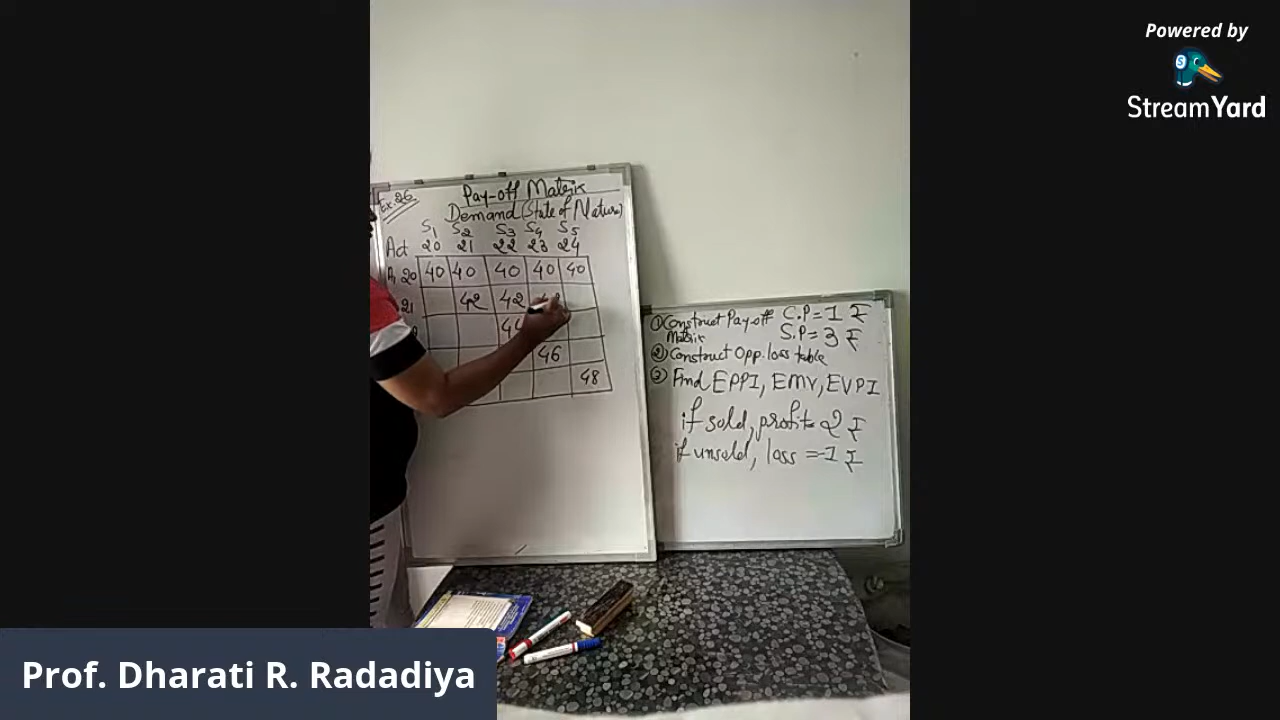 Powered by
StreamYard
Ex. 26
Pay-off Matrix
Demand (State of Nature)
S1 S2 S3 S4 S5
Act 20 21 22 23 24
20 40 40 40 40 40
21 42 42
44
46
48
① Construct Pay-off Matrix
C.P = 1 ₹
S.P = 3 ₹
② Construct Opp. loss table
③ Find EPPI, EMV, EVPI
if sold, profit = 2 ₹
if unsold, loss = -1 ₹
Prof. Dharati R. Radadiya